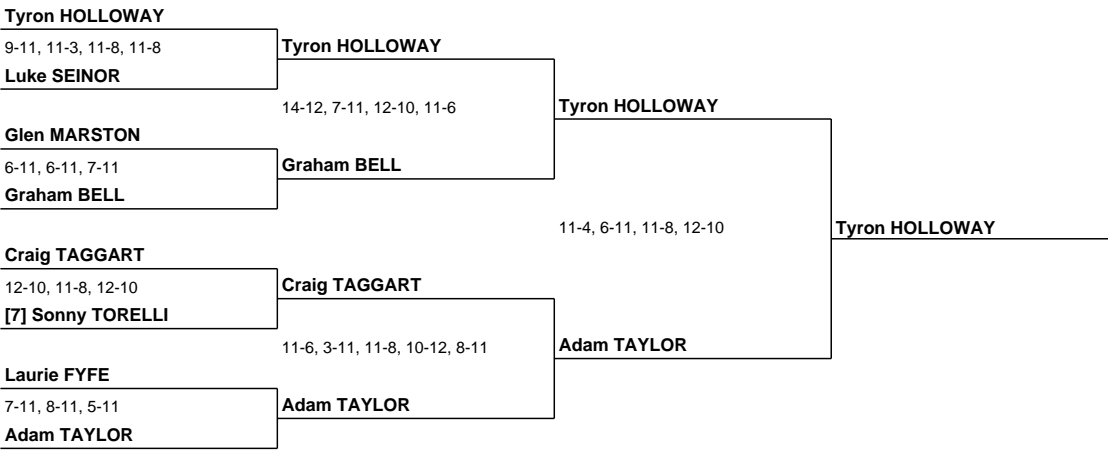 Tyron HOLLOWAY
9-11, 11-3, 11-8, 11-8
Luke SEINOR
Glen MARSTON
6-11, 6-11, 7-11
Graham BELL
Craig TAGGART
12-10, 11-8, 12-10
[7] Sonny TORELLI
Laurie FYFE
7-11, 8-11, 5-11
Adam TAYLOR
Tyron HOLLOWAY
14-12, 7-11, 12-10, 11-6
Graham BELL
Craig TAGGART
11-6, 3-11, 11-8, 10-12, 8-11
Adam TAYLOR
Tyron HOLLOWAY
11-4, 6-11, 11-8, 12-10
Adam TAYLOR
Tyron HOLLOWAY